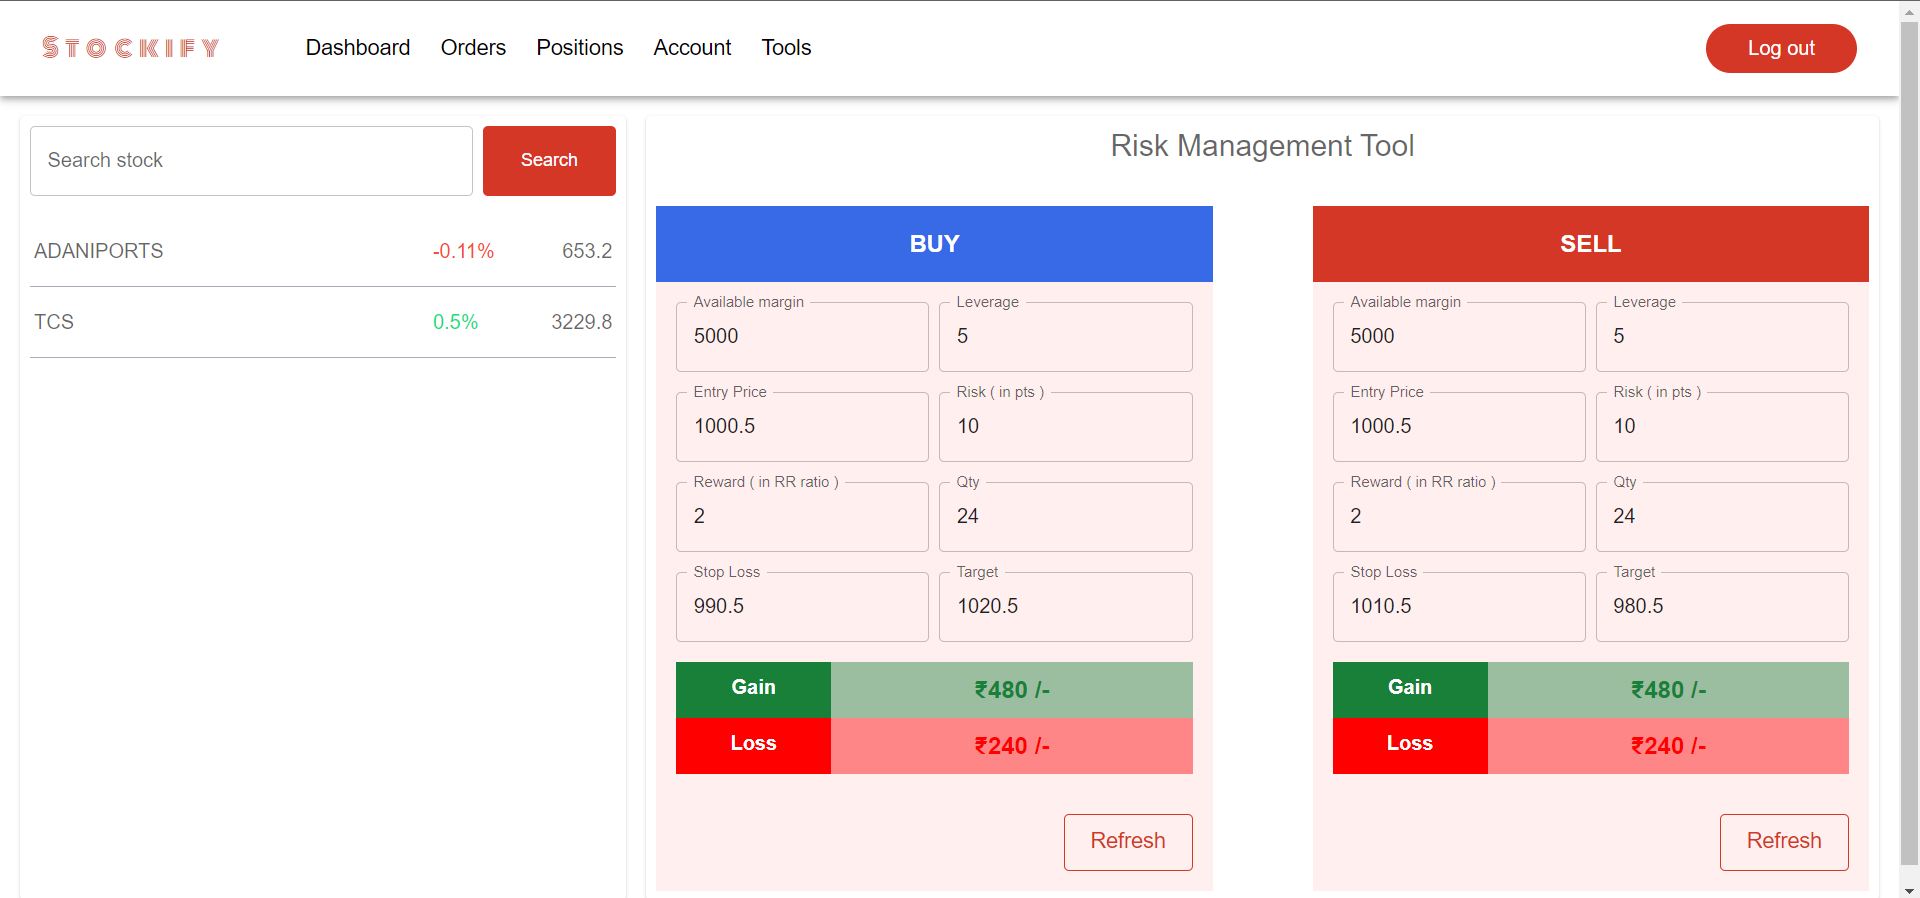 STOCKIFY
Dashboard Orders Positions Account Tools
Log out
Search stock
Search
ADANIPORTS -0.11% 653.2
TCS 0.5% 3229.8
Risk Management Tool
BUY
Available margin Leverage
5000 5
Entry Price Risk ( in pts )
1000.5 10
Reward ( in RR ratio ) Qty
2 24
Stop Loss Target
990.5 1020.5
Gain ₹480 /-
Loss ₹240 /-
Refresh
SELL
Available margin Leverage
5000 5
Entry Price Risk ( in pts )
1000.5 10
Reward ( in RR ratio ) Qty
2 24
Stop Loss Target
1010.5 980.5
Gain ₹480 /-
Loss ₹240 /-
Refresh